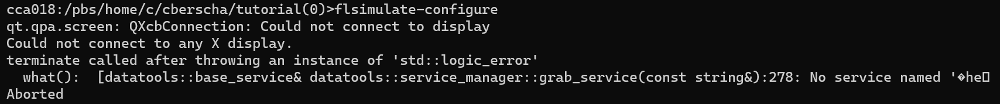 cca018:/pbs/home/c/cberscha/tutorial(0)>flsimulate-configure
qt.qpa.screen: QXcbConnection: Could not connect to display
Could not connect to any X display.
terminate called after throwing an instance of 'std::logic_error'
  what():  [datatools::base_service& datatools::service_manager::grab_service(const string&):278: No service named '�he▯
Aborted